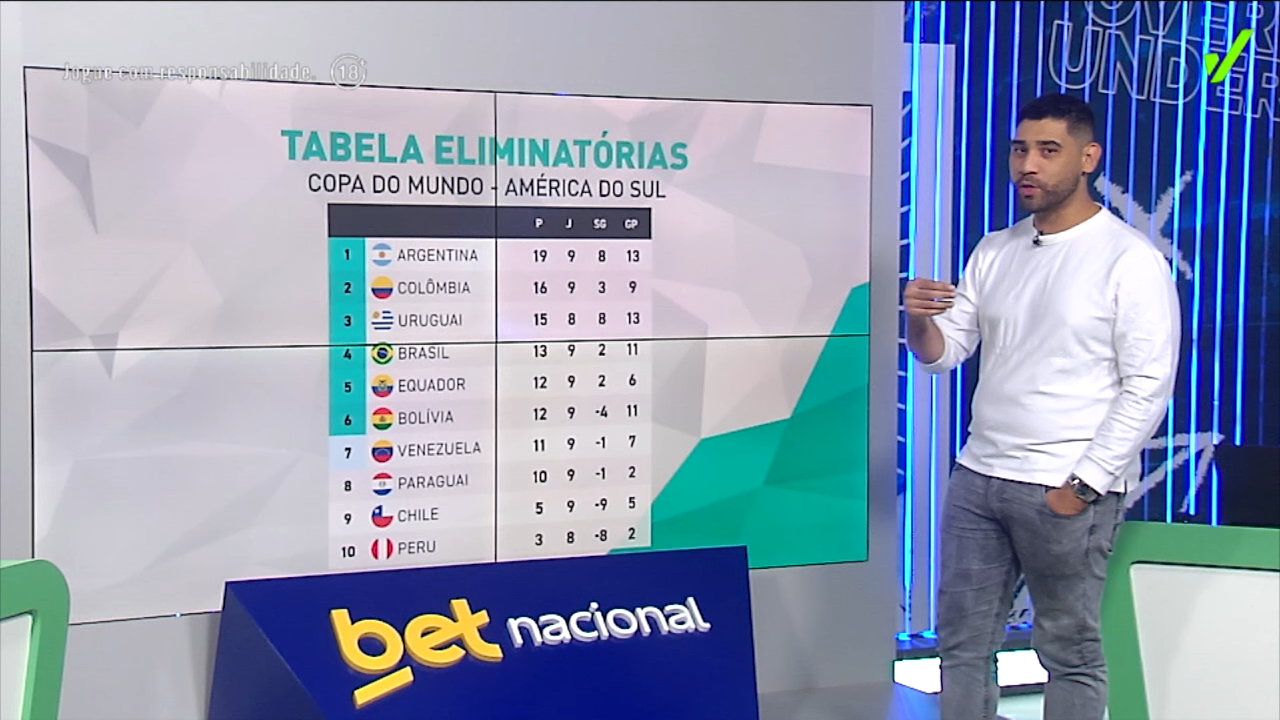 Jogue com responsabilidade. 18+
OVER
UNDER
TABELA ELIMINATÓRIAS
COPA DO MUNDO - AMÉRICA DO SUL
P J SG GP
1 ARGENTINA 19 9 8 13
2 COLÔMBIA 16 9 3 9
3 URUGUAI 15 8 8 13
4 BRASIL 13 9 2 11
5 EQUADOR 12 9 2 6
6 BOLÍVIA 12 9 -4 11
7 VENEZUELA 11 9 -1 7
8 PARAGUAI 10 9 -1 2
9 CHILE 5 9 -9 5
10 PERU 3 8 -8 2
bet nacional